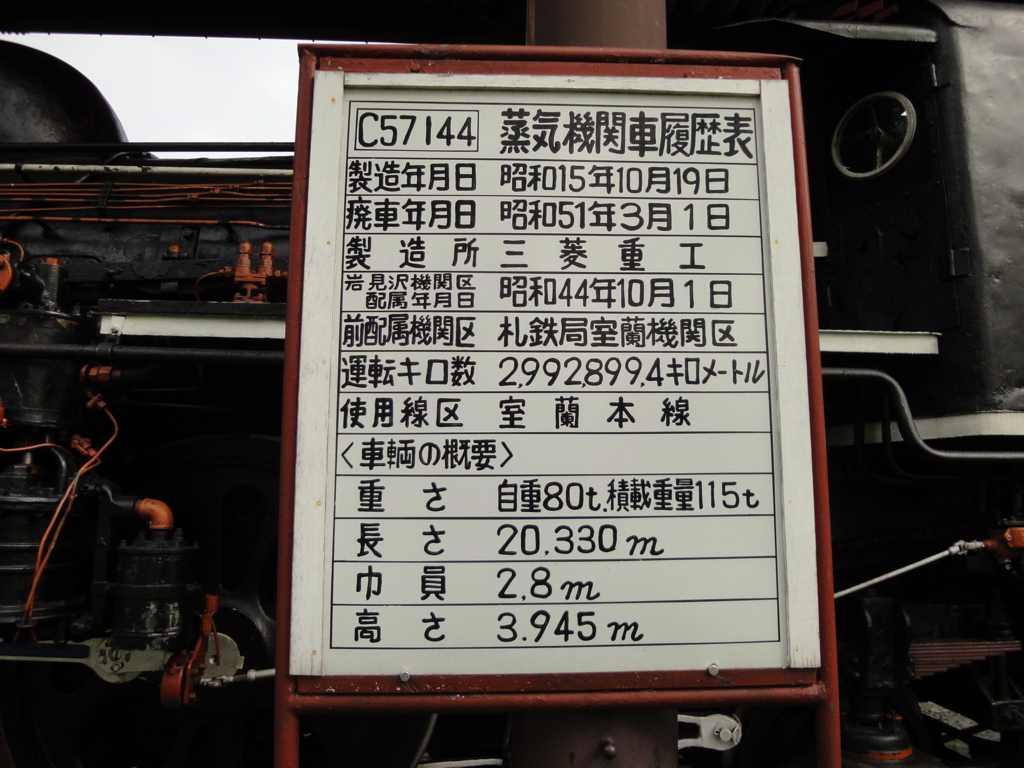 C57144 蒸気機関車履歴表
製造年月日 昭和15年10月19日
廃車年月日 昭和51年3月1日
製造所 三菱重工
岩見沢機関区
配属年月日 昭和44年10月1日
前配属機関区 札鉄局室蘭機関区
運転キロ数 2,992,899.4キロメートル
使用線区 室蘭本線
〈車輌の概要〉
重さ 自重80t.積載重量115t
長さ 20.330m
巾員 2.8m
高さ 3.945m